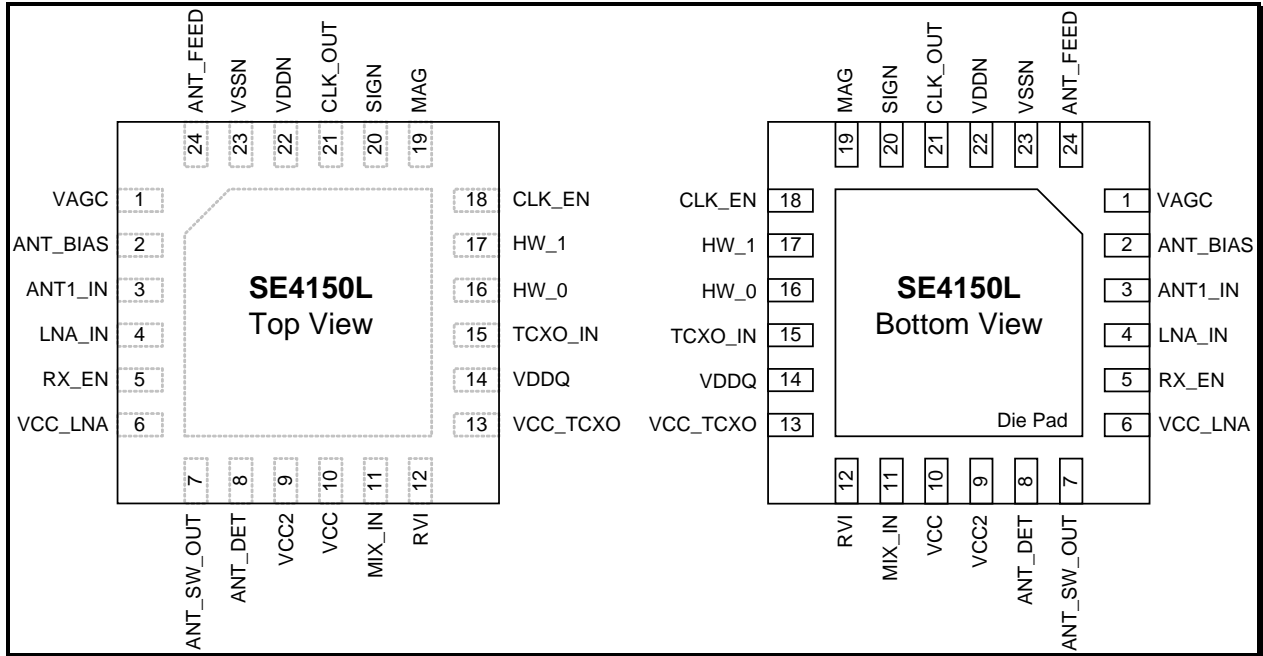 ANT_FEED
VSSN
VDDN
CLK_OUT
SIGN
MAG
24
23
22
21
20
19
VAGC 1
ANT_BIAS 2
ANT1_IN 3
LNA_IN 4
RX_EN 5
VCC_LNA 6
SE4150L
Top View
18 CLK_EN
17 HW_1
16 HW_0
15 TCXO_IN
14 VDDQ
13 VCC_TCXO
7
8
9
10
11
12
ANT_SW_OUT
ANT_DET
VCC2
VCC
MIX_IN
RVI
MAG
SIGN
CLK_OUT
VDDN
VSSN
ANT_FEED
19
20
21
22
23
24
CLK_EN 18
HW_1 17
HW_0 16
TCXO_IN 15
VDDQ 14
VCC_TCXO 13
SE4150L
Bottom View
Die Pad
1 VAGC
2 ANT_BIAS
3 ANT1_IN
4 LNA_IN
5 RX_EN
6 VCC_LNA
12
11
10
9
8
7
RVI
MIX_IN
VCC
VCC2
ANT_DET
ANT_SW_OUT